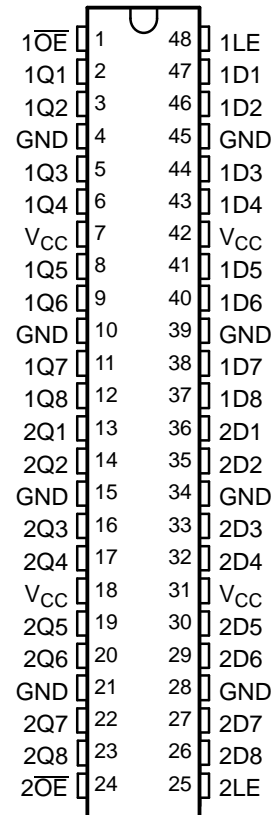 1O̅E̅ 1 48 1LE
1Q1 2 47 1D1
1Q2 3 46 1D2
GND 4 45 GND
1Q3 5 44 1D3
1Q4 6 43 1D4
VCC 7 42 VCC
1Q5 8 41 1D5
1Q6 9 40 1D6
GND 10 39 GND
1Q7 11 38 1D7
1Q8 12 37 1D8
2Q1 13 36 2D1
2Q2 14 35 2D2
GND 15 34 GND
2Q3 16 33 2D3
2Q4 17 32 2D4
VCC 18 31 VCC
2Q5 19 30 2D5
2Q6 20 29 2D6
GND 21 28 GND
2Q7 22 27 2D7
2Q8 23 26 2D8
2O̅E̅ 24 25 2LE